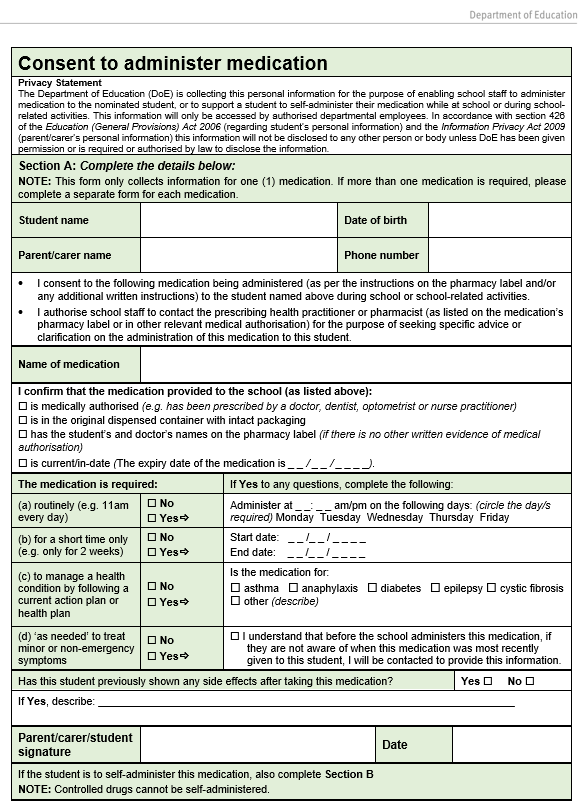 Department of Education
Consent to administer medication
Privacy Statement
The Department of Education (DoE) is collecting this personal information for the purpose of enabling school staff to administer
medication to the nominated student, or to support a student to self-administer their medication while at school or during school-
related activities. This information will only be accessed by authorised departmental employees. In accordance with section 426
of the Education (General Provisions) Act 2006 (regarding student's personal information) and the Information Privacy Act 2009
(parent/carer's personal information) this information will not be disclosed to any other person or body unless DoE has been given
permission or is required or authorised by law to disclose the information.
Section A: Complete the details below:
NOTE: This form only collects information for one (1) medication. If more than one medication is required, please
complete a separate form for each medication.
Student name Date of birth
Parent/carer name Phone number
• I consent to the following medication being administered (as per the instructions on the pharmacy label and/or
any additional written instructions) to the student named above during school or school-related activities.
• I authorise school staff to contact the prescribing health practitioner or pharmacist (as listed on the medication's
pharmacy label or in other relevant medical authorisation) for the purpose of seeking specific advice or
clarification on the administration of this medication to this student.
Name of medication
I confirm that the medication provided to the school (as listed above):
☐ is medically authorised (e.g. has been prescribed by a doctor, dentist, optometrist or nurse practitioner)
☐ is in the original dispensed container with intact packaging
☐ has the student's and doctor's names on the pharmacy label (if there is no other written evidence of medical
authorisation)
☐ is current/in-date (The expiry date of the medication is _ _ /_ _ /_ _ _ _).
The medication is required: If Yes to any questions, complete the following:
(a) routinely (e.g. 11am
every day)
☐ No
☐ Yes⇨
Administer at _ _: _ _ am/pm on the following days: (circle the day/s
required) Monday Tuesday Wednesday Thursday Friday
(b) for a short time only
(e.g. only for 2 weeks)
☐ No
☐ Yes⇨
Start date: _ _ /_ _ / _ _ _ _
End date: _ _ /_ _ / _ _ _ _
(c) to manage a health
condition by following a
current action plan or
health plan
☐ No
☐ Yes⇨
Is the medication for:
☐ asthma ☐ anaphylaxis ☐ diabetes ☐ epilepsy ☐ cystic fibrosis
☐ other (describe)
(d) 'as needed' to treat
minor or non-emergency
symptoms
☐ No
☐ Yes⇨
☐ I understand that before the school administers this medication, if
they are not aware of when this medication was most recently
given to this student, I will be contacted to provide this information.
Has this student previously shown any side effects after taking this medication? Yes ☐ No ☐
If Yes, describe:
Parent/carer/student
signature
Date
If the student is to self-administer this medication, also complete Section B
NOTE: Controlled drugs cannot be self-administered.